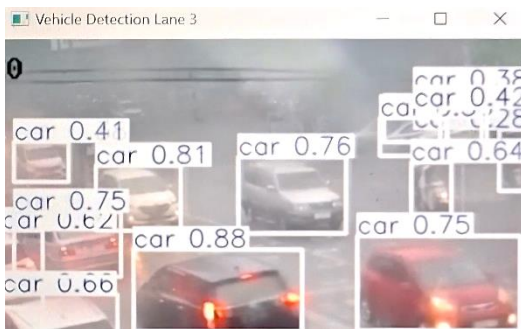 Vehicle Detection Lane 3
0
car 0.38
car 0.42
car 0.41
car 0.76
car 0.81
car 0.64
car 0.75
car 0.62
car 0.75
car 0.88
car 0.66